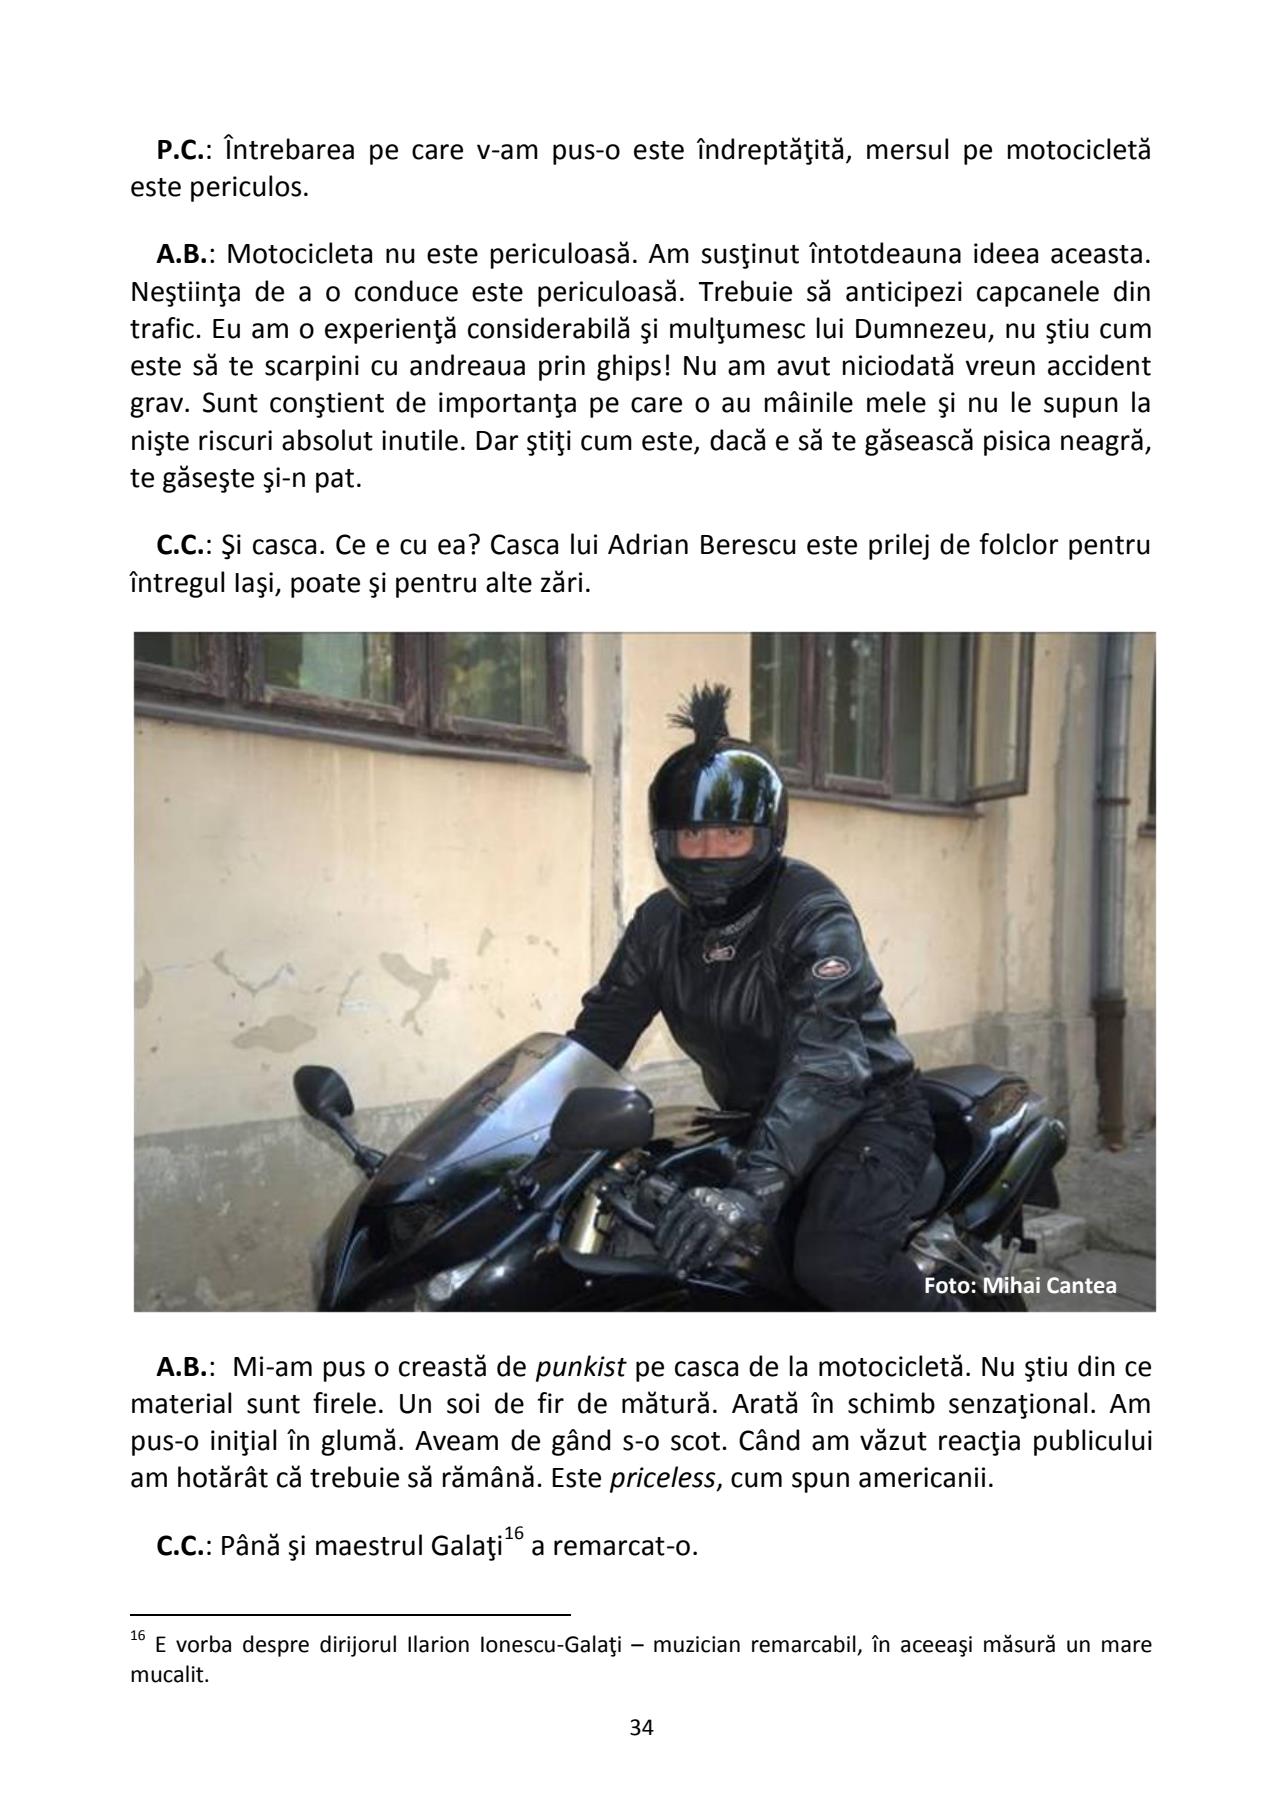 P.C.: Întrebarea pe care v-am pus-o este îndreptăţită, mersul pe motocicletă
este periculos.
A.B.: Motocicleta nu este periculoasă. Am susţinut întotdeauna ideea aceasta.
Neştiinţa de a o conduce este periculoasă. Trebuie să anticipezi capcanele din
trafic. Eu am o experienţă considerabilă şi mulţumesc lui Dumnezeu, nu ştiu cum
este să te scarpini cu andreaua prin ghips! Nu am avut niciodată vreun accident
grav. Sunt conştient de importanţa pe care o au mâinile mele şi nu le supun la
nişte riscuri absolut inutile. Dar ştiţi cum este, dacă e să te găsească pisica neagră,
te găseşte şi-n pat.
C.C.: Şi casca. Ce e cu ea? Casca lui Adrian Berescu este prilej de folclor pentru
întregul Iaşi, poate şi pentru alte zări.
Foto: Mihai Cantea
A.B.: Mi-am pus o creastă de punkist pe casca de la motocicletă. Nu ştiu din ce
material sunt firele. Un soi de fir de mătură. Arată în schimb senzaţional. Am
pus-o iniţial în glumă. Aveam de gând s-o scot. Când am văzut reacţia publicului
am hotărât că trebuie să rămână. Este priceless, cum spun americanii.
C.C.: Până şi maestrul Galaţi16 a remarcat-o.
16 E vorba despre dirijorul Ilarion Ionescu-Galaţi – muzician remarcabil, în aceeaşi măsură un mare
mucalit.
34